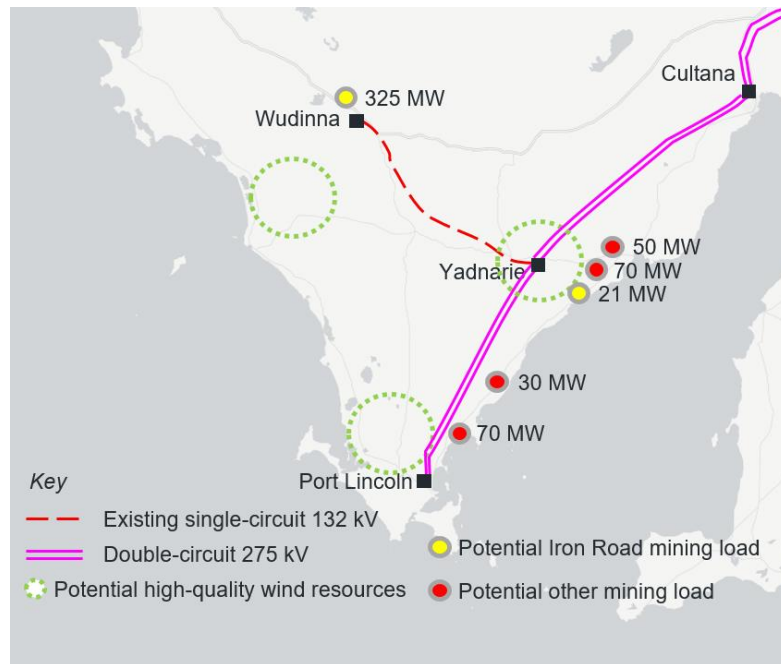 Cultana
325 MW
Wudinna
50 MW
Yadnarie
70 MW
21 MW
30 MW
70 MW
Port Lincoln
Key
Existing single-circuit 132 kV
Double-circuit 275 kV
Potential high-quality wind resources
Potential Iron Road mining load
Potential other mining load